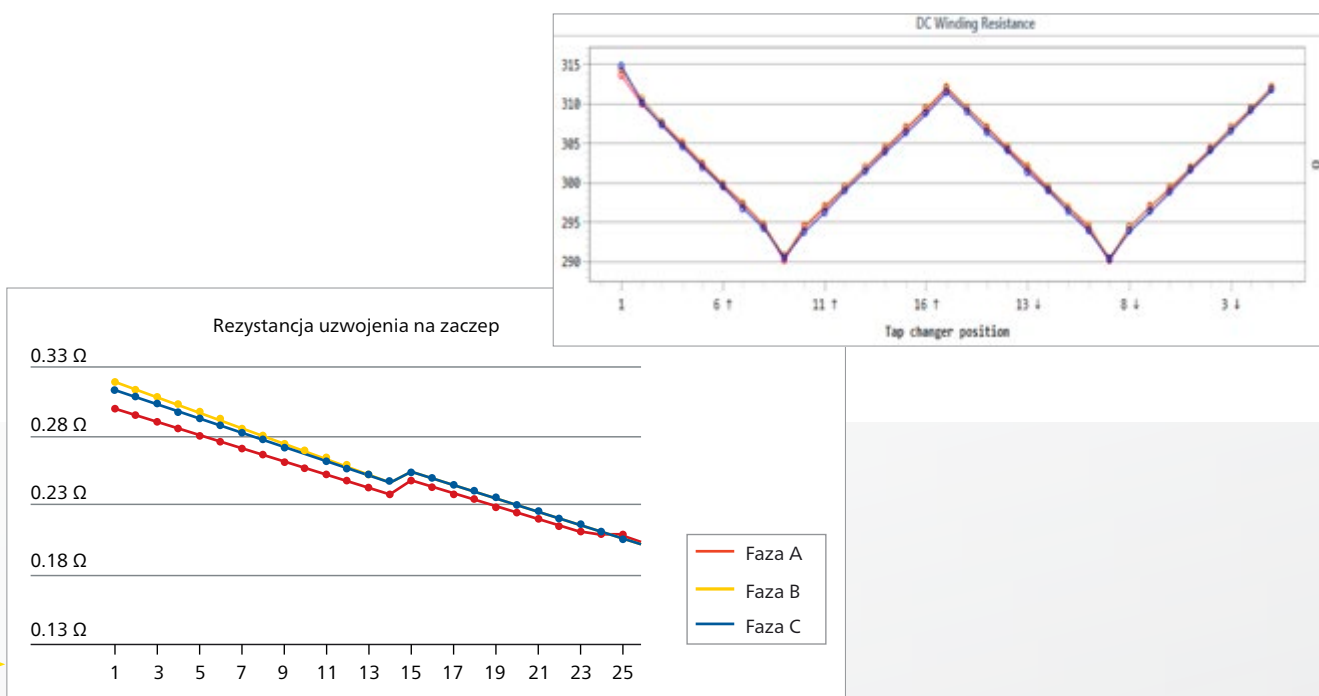 DC Winding Resistance
315
310
305
300
295
290
1 6 ↑ 11 ↑ 16 ↑ 13 ↓ 8 ↓ 3 ↓
Tap changer position
Rezystancja uzwojenia na zaczep
0.33 Ω
0.28 Ω
0.23 Ω
0.18 Ω
0.13 Ω
1 3 5 7 9 11 13 15 17 19 21 23 25
Faza A
Faza B
Faza C